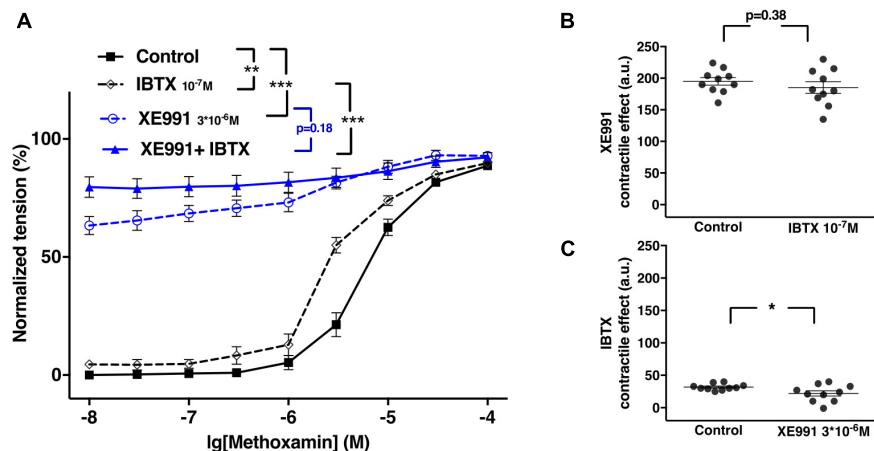 A
Control
IBTX 10-7M
XE991 3*10-6M
XE991+ IBTX
**
***
p=0.18
***
Normalized tension (%)
100
50
0
-8
-7
-6
-5
-4
lg[Methoxamin] (M)
B
p=0.38
XE991
contractile effect (a.u.)
250
200
150
100
50
0
Control
IBTX 10-7M
C
*
IBTX
contractile effect (a.u.)
250
200
150
100
50
0
Control
XE991 3*10-6M